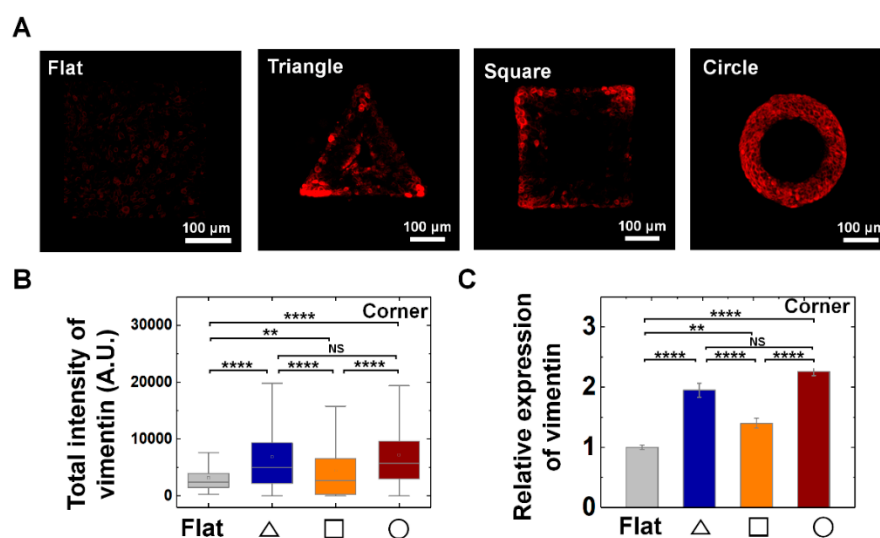 A
Flat
Triangle
Square
Circle
100 µm
100 µm
100 µm
100 µm
B
Corner
Total intensity of
vimentin (A.U.)
30000
20000
10000
0
****
**
NS
****
****
****
Flat
C
Corner
Relative expression
of vimentin
3
2
1
0
****
**
NS
****
****
****
Flat